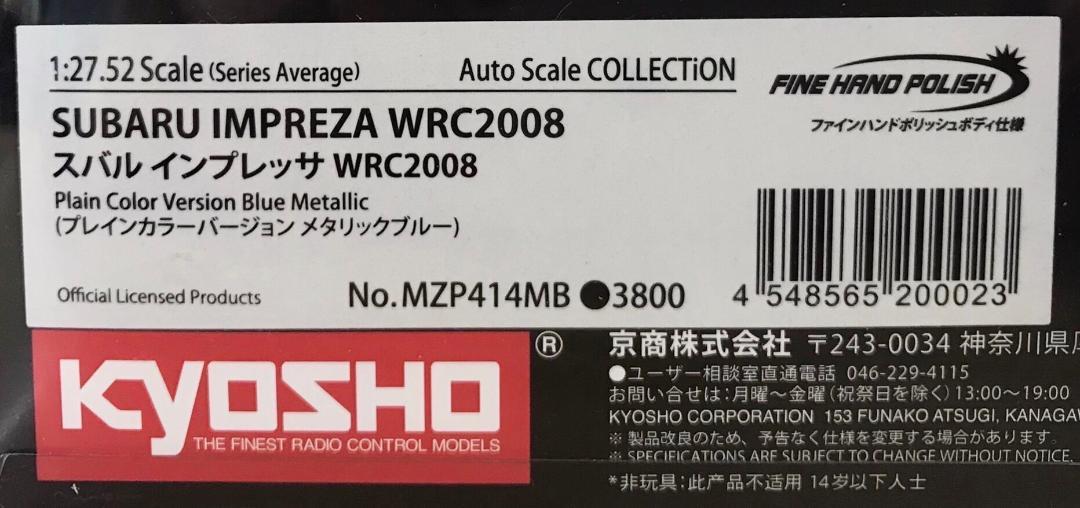 1:27.52 Scale (Series Average) Auto Scale COLLECTiON
FINE HAND POLISH
ファインハンドポリッシュボディ仕様
SUBARU IMPREZA WRC2008
スバル インプレッサ WRC2008
Plain Color Version Blue Metallic
(プレインカラーバージョン メタリックブルー)
Official Licensed Products No.MZP414MB ●3800
4 548565 200023
KYOSHO ®
THE FINEST RADIO CONTROL MODELS
京商株式会社 〒243-0034 神奈川県
●ユーザー相談室直通電話 046-229-4115
お問い合せは:月曜〜金曜(祝祭日を除く)13:00〜19:00
KYOSHO CORPORATION 153 FUNAKO ATSUGI, KANAGA
※ 製品改良のため、予告なく仕様を変更する場合があります。
※ SPECIFICATIONS ARE SUBJECT TO CHANGE WITHOUT NOTICE.
*非玩具:此产品不适用 14岁以下人士